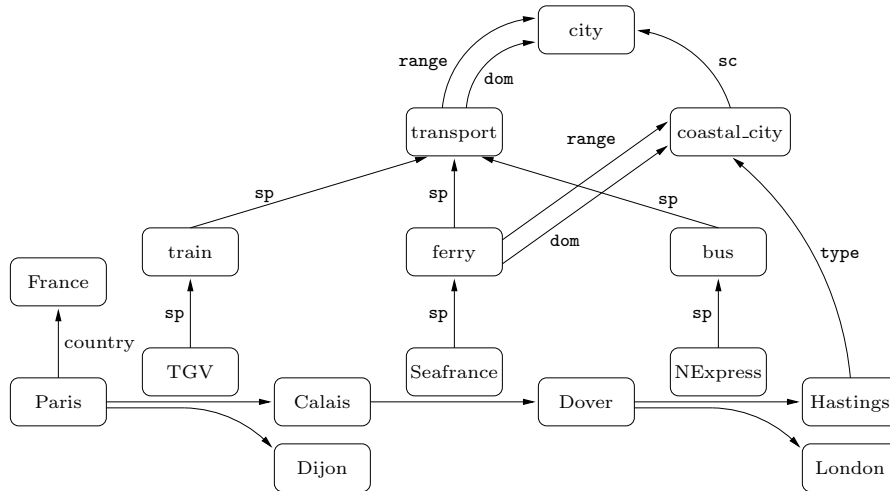 city
range
dom
sc
transport
coastal_city
range
sp
sp
sp
dom
train
ferry
bus
type
France
sp
sp
sp
country
TGV
Seafrance
NExpress
Paris
Calais
Dover
Hastings
Dijon
London